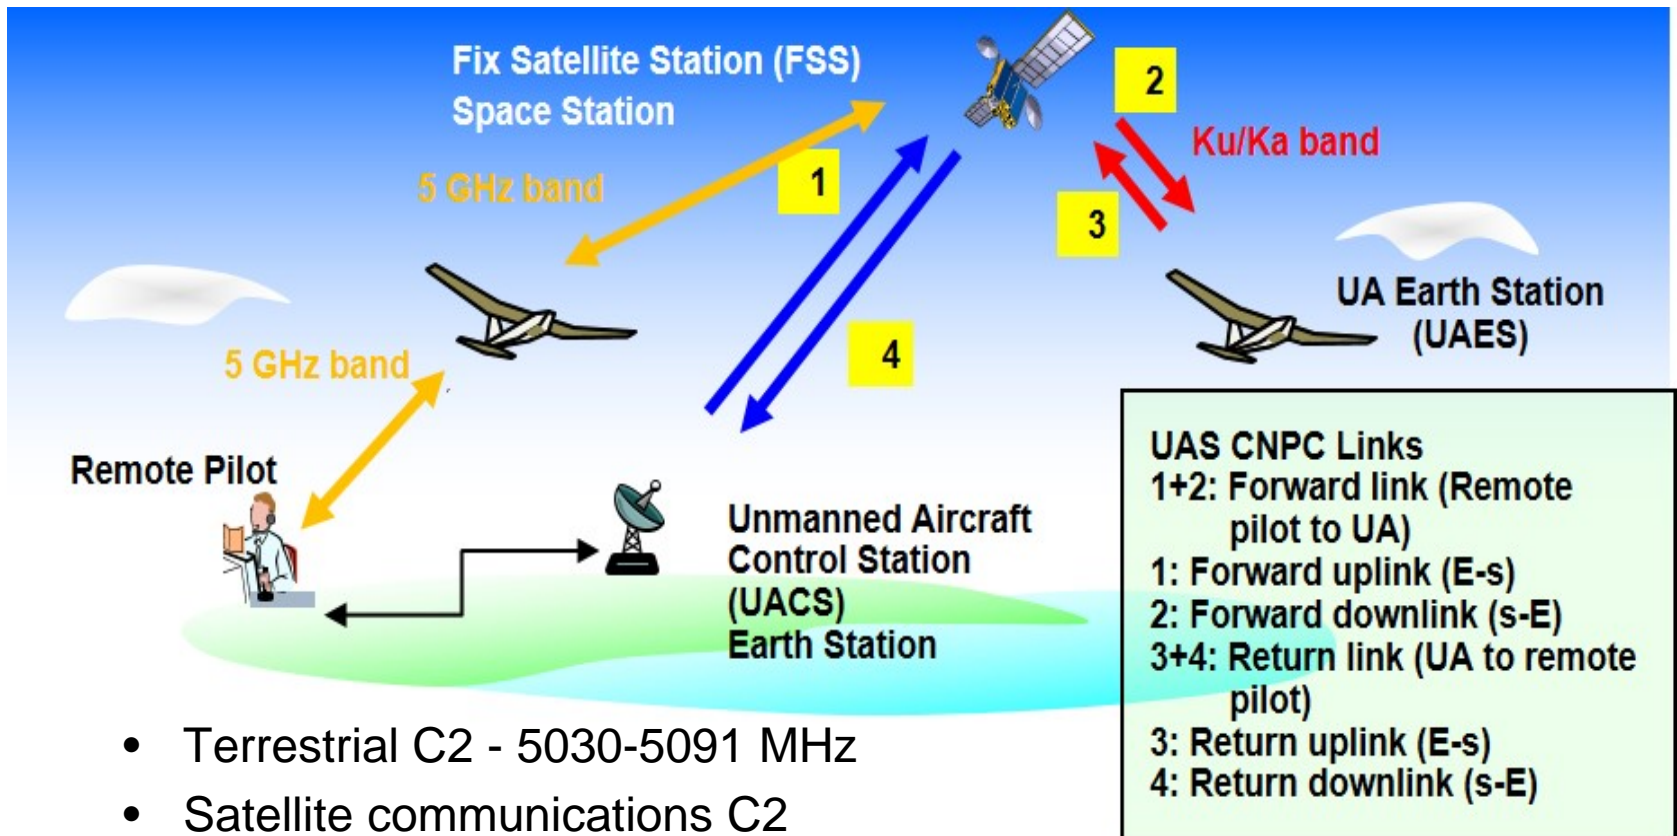 Fix Satellite Station (FSS)
Space Station
2
Ku/Ka band
5 GHz band
1
3
UA Earth Station
(UAES)
5 GHz band
4
Remote Pilot
Unmanned Aircraft
Control Station
(UACS)
Earth Station
UAS CNPC Links
1+2: Forward link (Remote
pilot to UA)
1: Forward uplink (E-s)
2: Forward downlink (s-E)
3+4: Return link (UA to remote
pilot)
3: Return uplink (E-s)
4: Return downlink (s-E)
• Terrestrial C2 - 5030-5091 MHz
• Satellite communications C2